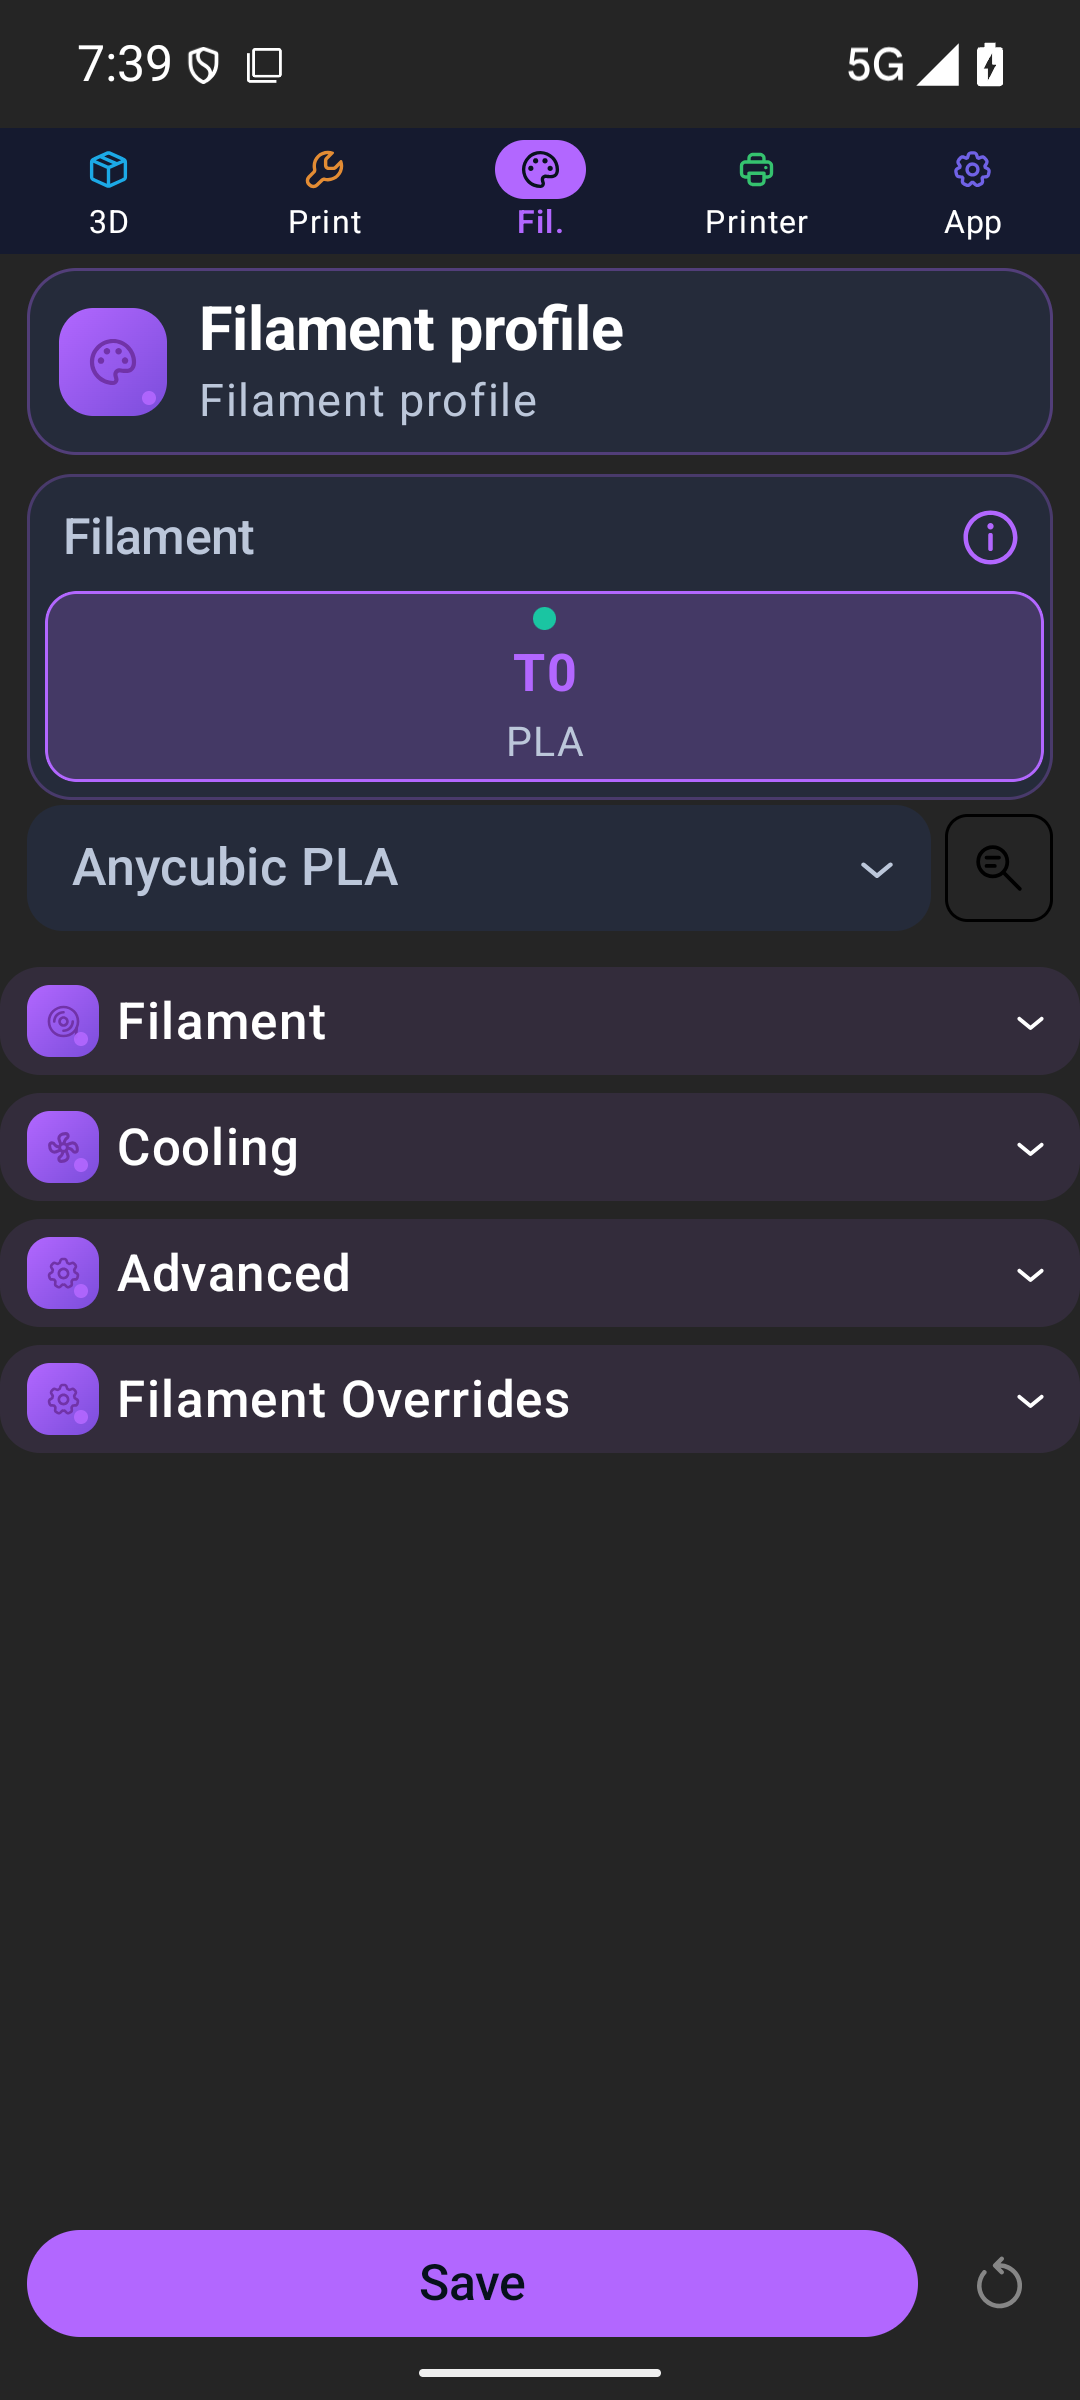 7:39
5G
3D
Print
Fil.
Printer
App
Filament profile
Filament profile
Filament
T0
PLA
Anycubic PLA
Filament
Cooling
Advanced
Filament Overrides
Save